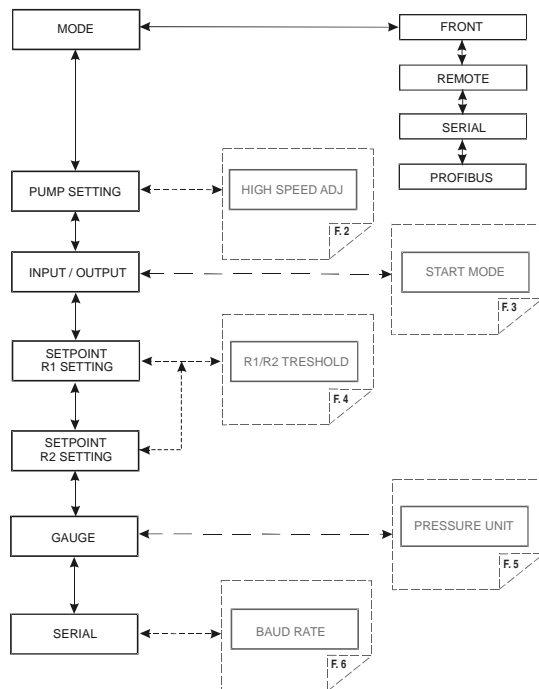 MODE
FRONT
REMOTE
SERIAL
PROFIBUS
PUMP SETTING
HIGH SPEED ADJ
F. 2
INPUT / OUTPUT
START MODE
F. 3
SETPOINT
R1 SETTING
R1/R2 TRESHOLD
F. 4
SETPOINT
R2 SETTING
GAUGE
PRESSURE UNIT
F. 5
SERIAL
BAUD RATE
F. 6